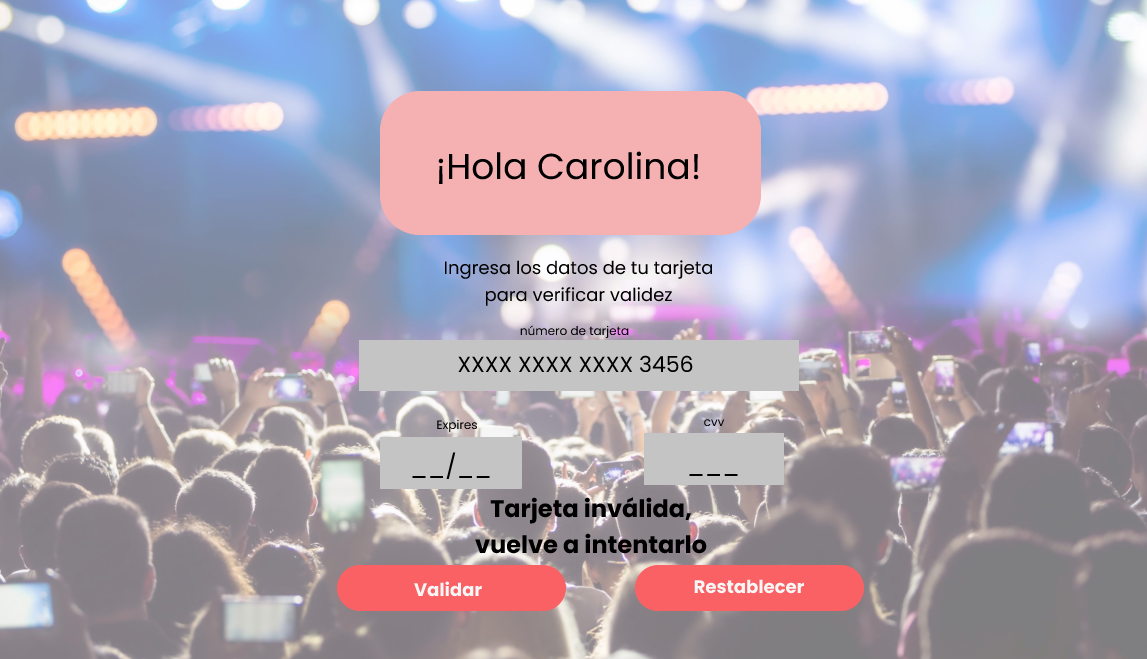 ¡Hola Carolina!
Ingresa los datos de tu tarjeta
para verificar validez
número de tarjeta
XXXX XXXX XXXX 3456
Expires
cvv
__/__
___
Tarjeta inválida,
vuelve a intentarlo
Validar
Restablecer